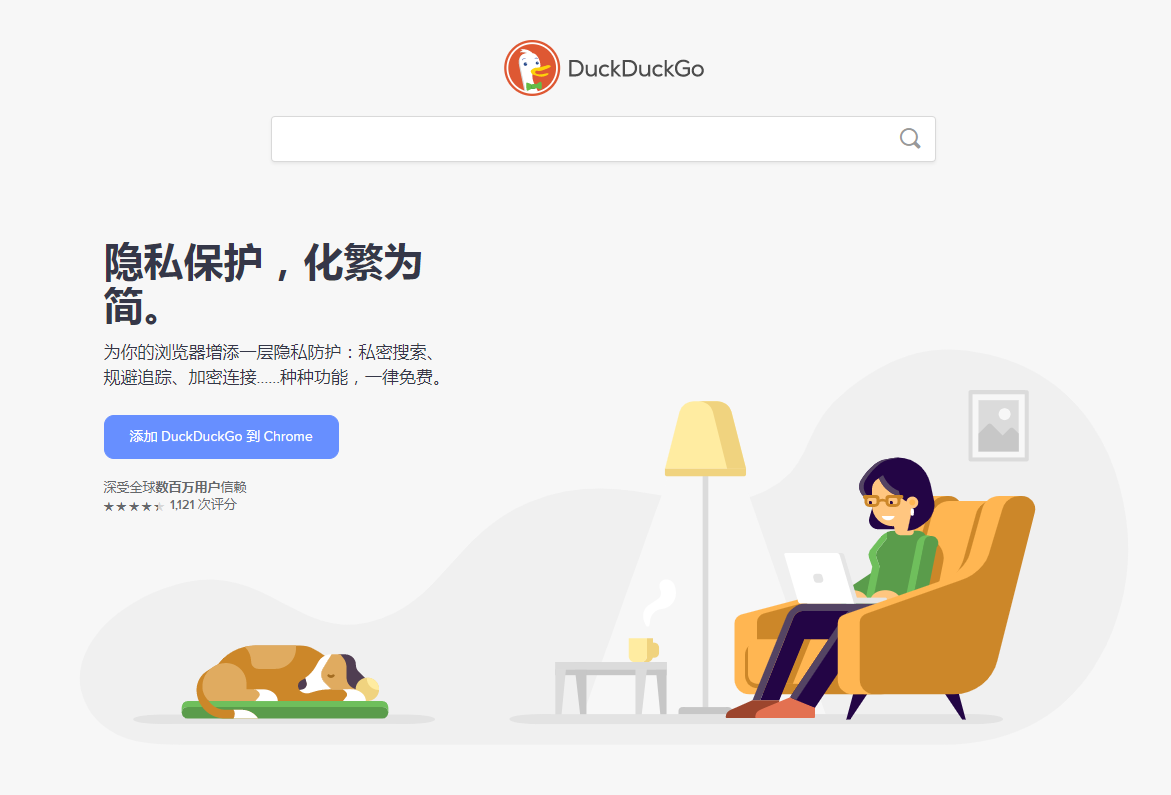 DuckDuckGo
隐私保护，化繁为
简。
为你的浏览器增添一层隐私防护：私密搜索、
规避追踪、加密连接……种种功能，一律免费。
添加 DuckDuckGo 到 Chrome
深受全球数百万用户信赖
1,121 次评分